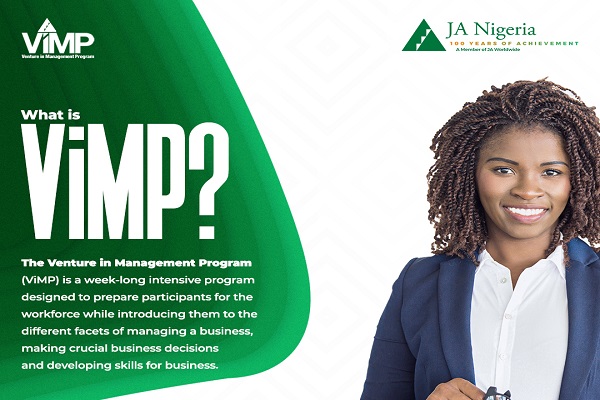 ViMP
Venture in Management Program
JA Nigeria
100 YEARS OF ACHIEVEMENT
A Member of JA Worldwide
What is
ViMP?
The Venture in Management Program
(ViMP) is a week-long intensive program
designed to prepare participants for the
workforce while introducing them to the
different facets of managing a business,
making crucial business decisions
and developing skills for business.